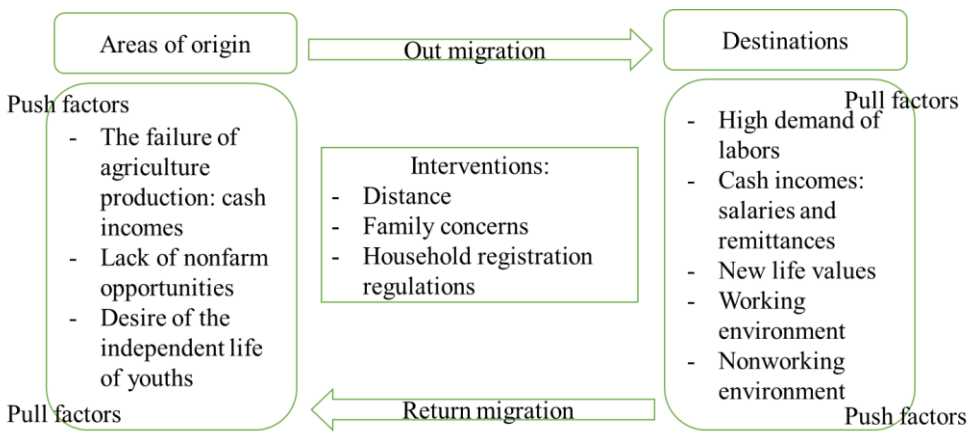 Areas of origin
Out migration
Destinations
Push factors
- The failure of
agriculture
production: cash
incomes
- Lack of nonfarm
opportunities
- Desire of the
independent life
of youths
Pull factors
Interventions:
- Distance
- Family concerns
- Household registration
regulations
Return migration
Pull factors
- High demand of
labors
- Cash incomes:
salaries and
remittances
- New life values
- Working
environment
- Nonworking
environment
Push factors